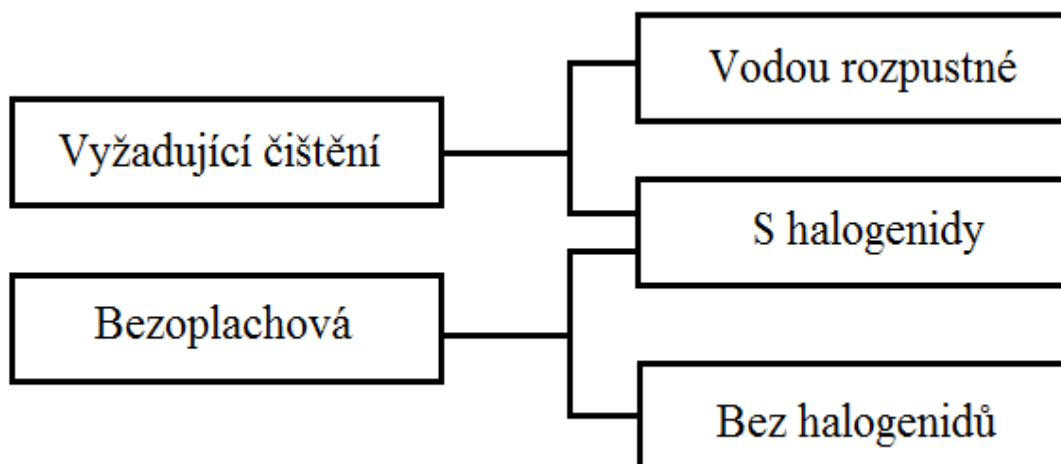 Vyžadující čištění
Bezoplachová
Vodou rozpustné
S halogenidy
Bez halogenidů